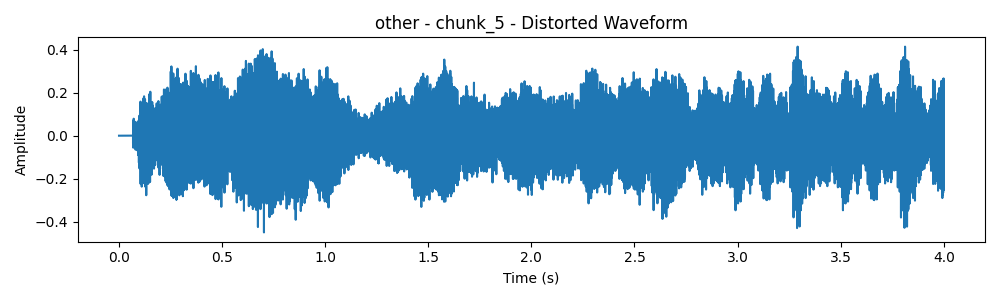 other - chunk_5 - Distorted Waveform
Amplitude
0.4
0.2
0.0
−0.2
−0.4
0.0 0.5 1.0 1.5 2.0 2.5 3.0 3.5 4.0
Time (s)